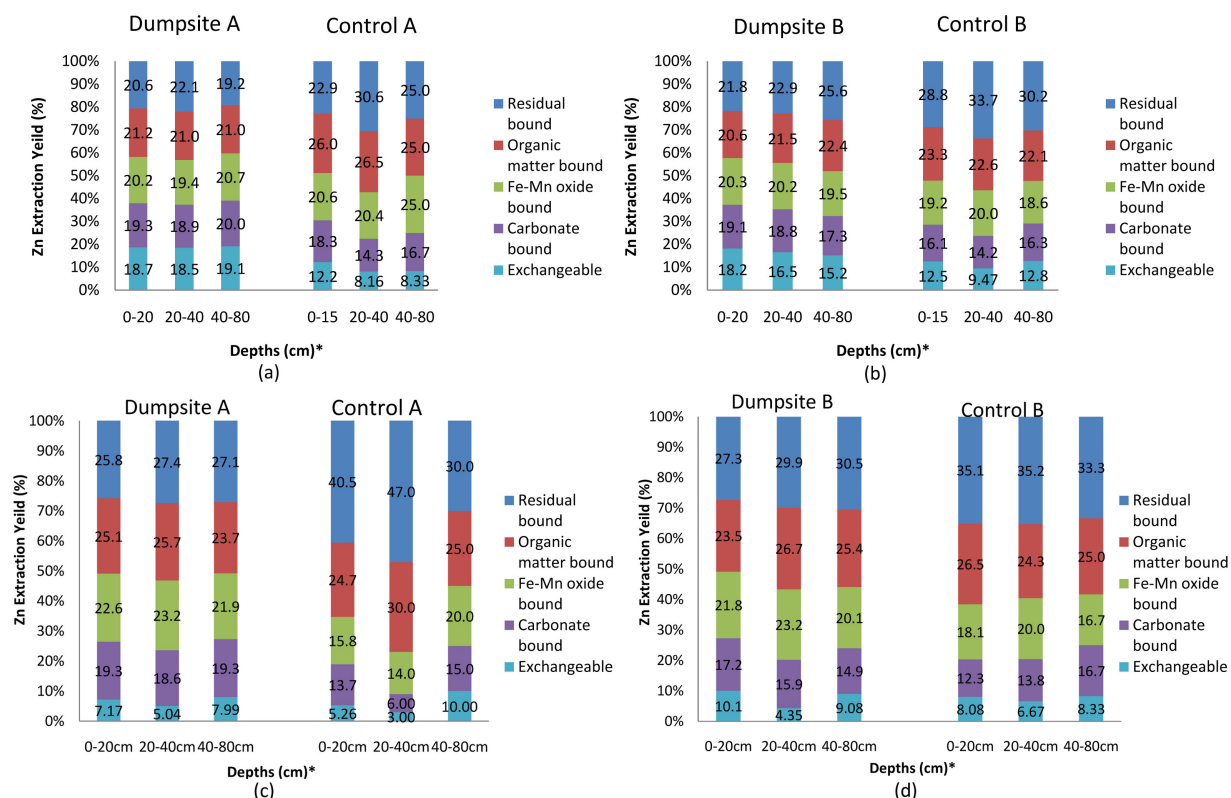 Dumpsite A
Control A
Zn Extraction Yeild (%)
100%
90%
80%
70%
60%
50%
40%
30%
20%
10%
0%
20.6 22.1 19.2 22.9 30.6 25.0
21.2 21.0 21.0 26.0 26.5 25.0
20.2 19.4 20.7 20.6 20.4 25.0
19.3 18.9 20.0 18.3 14.3 16.7
18.7 18.5 19.1 12.2 8.16 8.33
0-20 20-40 40-80 0-15 20-40 40-80
Depths (cm)*
Residual
bound
Organic
matter bound
Fe-Mn oxide
bound
Carbonate
bound
Exchangeable
(a)
Dumpsite B
Control B
Zn Extraction Yeild (%)
100%
90%
80%
70%
60%
50%
40%
30%
20%
10%
0%
21.8 22.9 25.6 28.8 33.7 30.2
20.6 21.5 22.4 23.3 22.6 22.1
20.3 20.2 19.5 19.2 20.0 18.6
19.1 18.8 17.3 16.1 14.2 16.3
18.2 16.5 15.2 12.5 9.47 12.8
0-20 20-40 40-80 0-15 20-40 40-80
Depths (cm)*
Residual
bound
Organic
matter bound
Fe-Mn oxide
bound
Carbonate
bound
Exchangeable
(b)
Dumpsite A
Control A
Zn Extraction Yeild (%)
100%
90%
80%
70%
60%
50%
40%
30%
20%
10%
0%
25.8 27.4 27.1 40.5 47.0 30.0
25.1 25.7 23.7 24.7 30.0 25.0
22.6 23.2 21.9 15.8 14.0 20.0
19.3 18.6 19.3 13.7 6.00 15.0
7.17 5.04 7.99 5.26 3.00 10.00
0-20cm 20-40cm 40-80cm 0-20cm 20-40cm 40-80cm
Depths (cm)*
Residual
bound
Organic
matter bound
Fe-Mn oxide
bound
Carbonate
bound
Exchangeable
(c)
Dumpsite B
Control B
Zn Extraction Yeild (%)
100%
90%
80%
70%
60%
50%
40%
30%
20%
10%
0%
27.3 29.9 30.5 35.1 35.2 33.3
23.5 26.7 25.4 26.5 24.3 25.0
21.8 23.2 20.1 18.1 20.0 16.7
17.2 15.9 14.9 12.3 13.8 16.7
10.1 4.35 9.08 8.08 6.67 8.33
0-20cm 20-40cm 40-80cm 0-20cm 20-40cm 40-80cm
Depths (cm)*
Residual
bound
Organic
matter bound
Fe-Mn oxide
bound
Carbonate
bound
Exchangeable
(d)